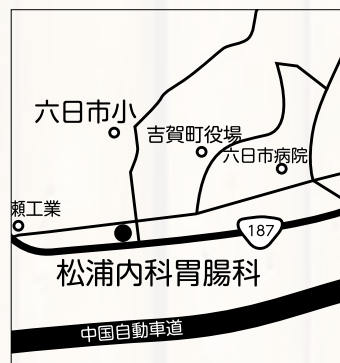 六日市小
吉賀町役場
六日市病院
瀬工業
187
松浦内科胃腸科
中国自動車道